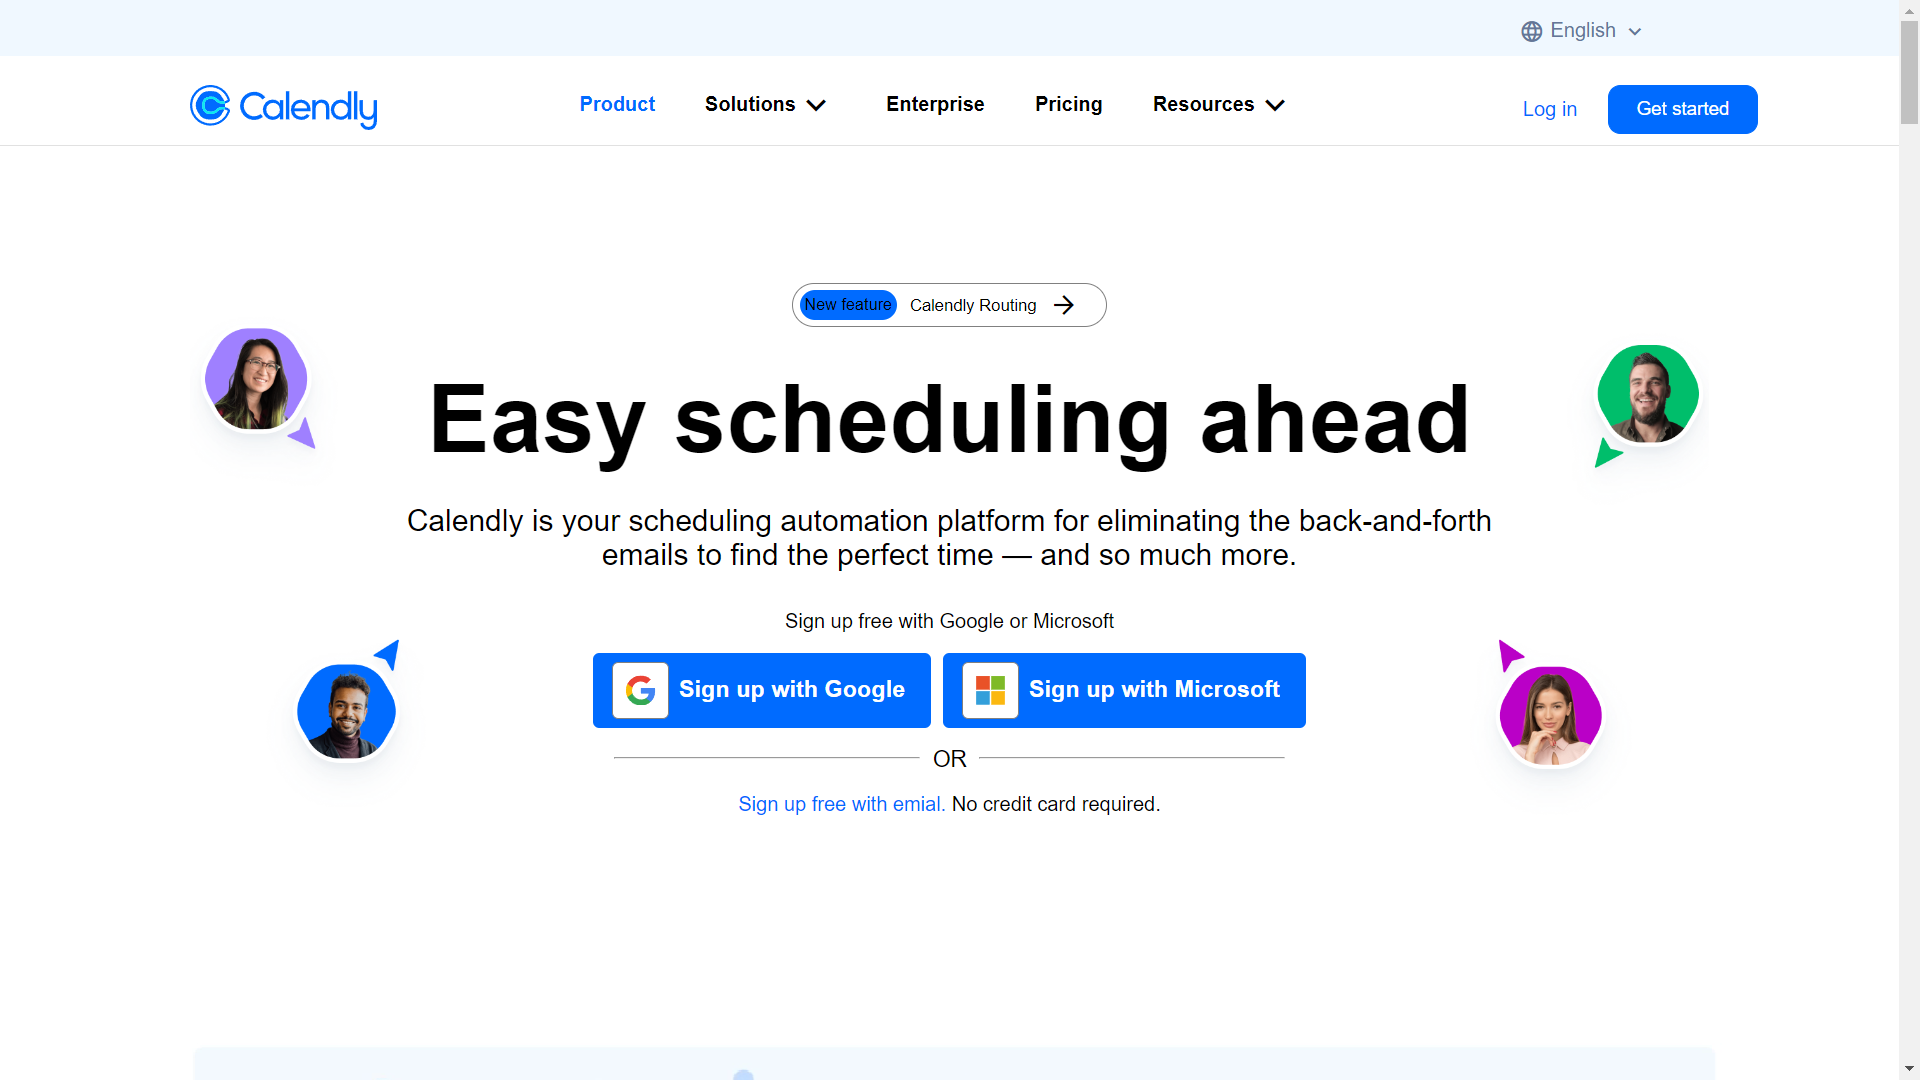 English
Calendly
Product Solutions Enterprise Pricing Resources
Log in Get started
New feature Calendly Routing
Easy scheduling ahead
Calendly is your scheduling automation platform for eliminating the back-and-forth
emails to find the perfect time — and so much more.
Sign up free with Google or Microsoft
Sign up with Google Sign up with Microsoft
OR
Sign up free with emial. No credit card required.